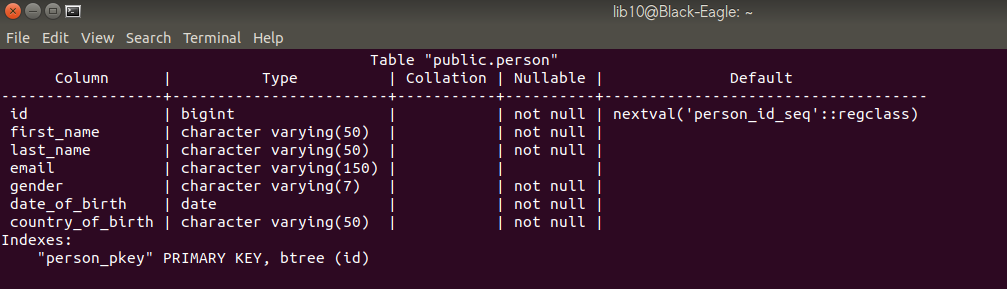 lib10@Black-Eagle: ~
File Edit View Search Terminal Help
                                         Table "public.person"
      Column      |          Type          | Collation | Nullable |              Default               
------------------+------------------------+-----------+----------+------------------------------------
 id               | bigint                 |           | not null | nextval('person_id_seq'::regclass)
 first_name       | character varying(50)  |           | not null | 
 last_name        | character varying(50)  |           | not null | 
 email            | character varying(150) |           |          | 
 gender           | character varying(7)   |           | not null | 
 date_of_birth    | date                   |           | not null | 
 country_of_birth | character varying(50)  |           | not null | 
Indexes:
    "person_pkey" PRIMARY KEY, btree (id)